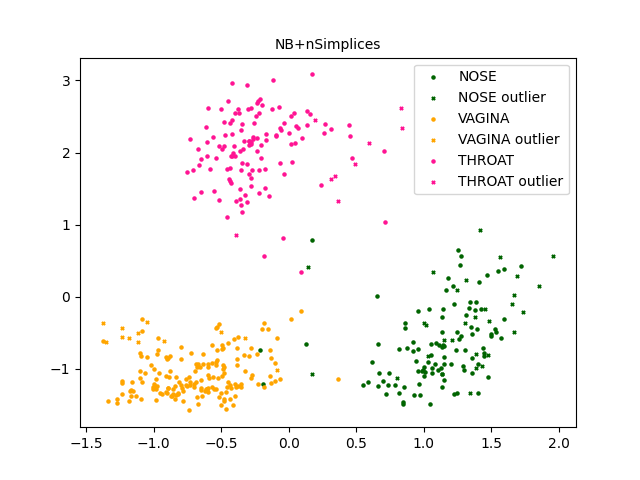 NB+nSimplices
NOSE
NOSE outlier
VAGINA
VAGINA outlier
THROAT
THROAT outlier
3
2
1
0
−1
−1.5 −1.0 −0.5 0.0 0.5 1.0 1.5 2.0